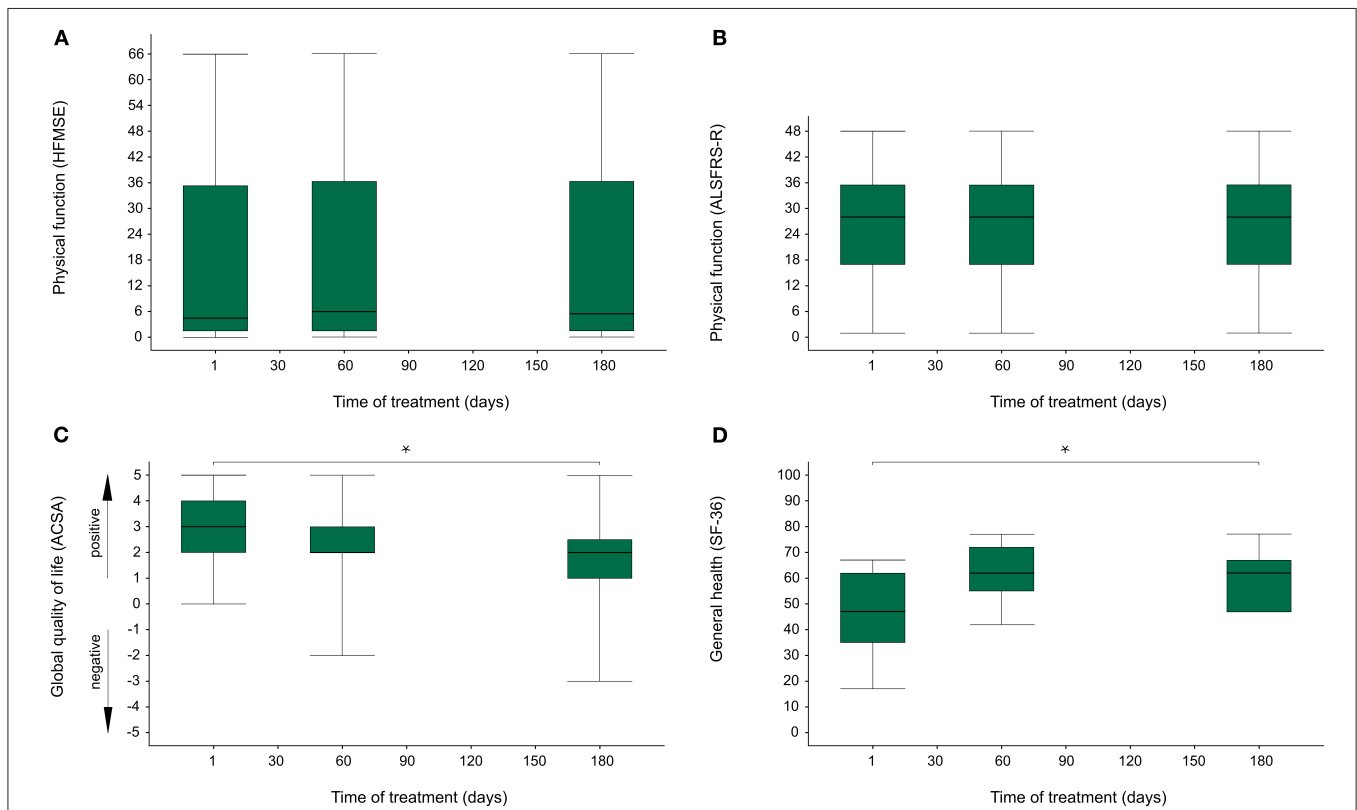 A
Physical function (HFMSE)
66
60
54
48
42
36
30
24
18
12
6
0
1 30 60 90 120 150 180
Time of treatment (days)
B
Physical function (ALSFRS-R)
48
42
36
30
24
18
12
6
0
1 30 60 90 120 150 180
Time of treatment (days)
C
Global quality of life (ACSA)
positive
negative
*
5
4
3
2
1
0
-1
-2
-3
-4
-5
1 30 60 90 120 150 180
Time of treatment (days)
D
General health (SF-36)
*
100
90
80
70
60
50
40
30
20
10
0
1 30 60 90 120 150 180
Time of treatment (days)